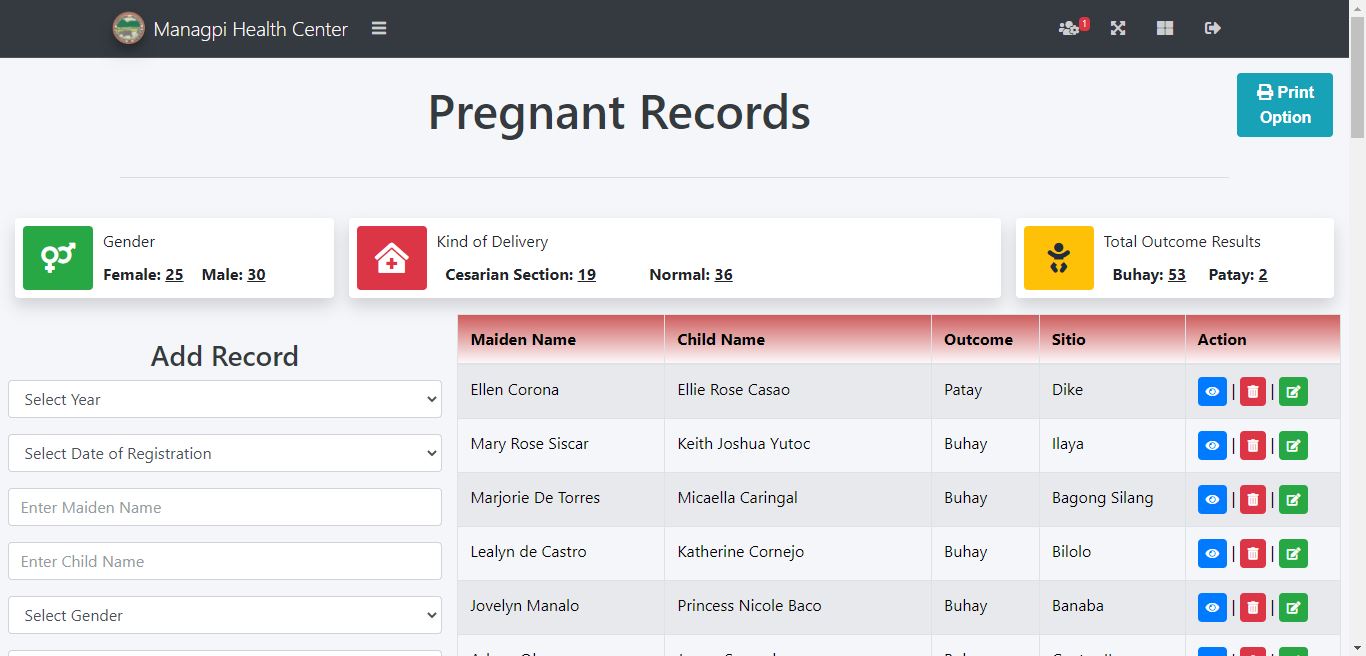 Managpi Health Center
1
Pregnant Records
Print
Option
Gender
Female: 25 Male: 30
Kind of Delivery
Cesarian Section: 19 Normal: 36
Total Outcome Results
Buhay: 53 Patay: 2
Add Record
Select Year
Select Date of Registration
Enter Maiden Name
Enter Child Name
Select Gender
Maiden Name Child Name Outcome Sitio Action
Ellen Corona Ellie Rose Casao Patay Dike | |
Mary Rose Siscar Keith Joshua Yutoc Buhay Ilaya | |
Marjorie De Torres Micaella Caringal Buhay Bagong Silang | |
Lealyn de Castro Katherine Cornejo Buhay Bilolo | |
Jovelyn Manalo Princess Nicole Baco Buhay Banaba | |